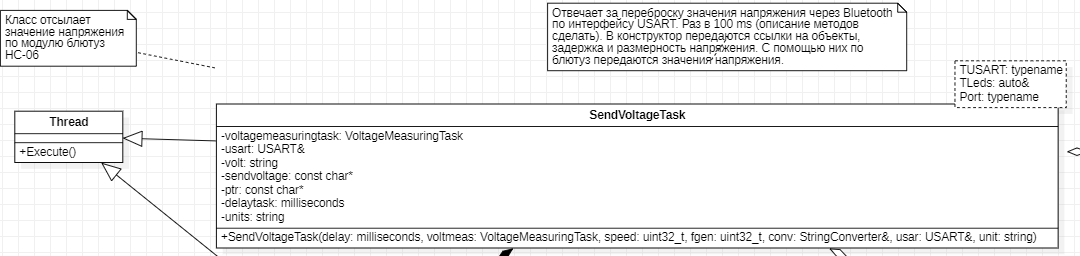 Класс отсылает
значение напряжения
по модулю блютуз
HC-06
Отвечает за переброску значения напряжения через Bluetooth
по интерфейсу USART. Раз в 100 ms (описание методов
сделать). В конструктор передаются ссылки на объекты,
задержка и размерность напряжения. С помощью них по
блютуз передаются значения напряжения.
TUSART: typename
TLeds: auto&
Port: typename
Thread
+Execute()
SendVoltageTask
-voltagemeasuringtask: VoltageMeasuringTask
-usart: USART&
-volt: string
-sendvoltage: const char*
-ptr: const char*
-delaytask: milliseconds
-units: string
+SendVoltageTask(delay: milliseconds, voltmeas: VoltageMeasuringTask, speed: uint32_t, fgen: uint32_t, conv: StringConverter&, usar: USART&, unit: string)